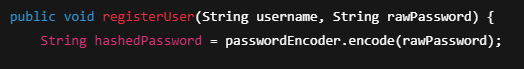 public void registerUser(String username, String rawPassword) {
    String hashedPassword = passwordEncoder.encode(rawPassword);